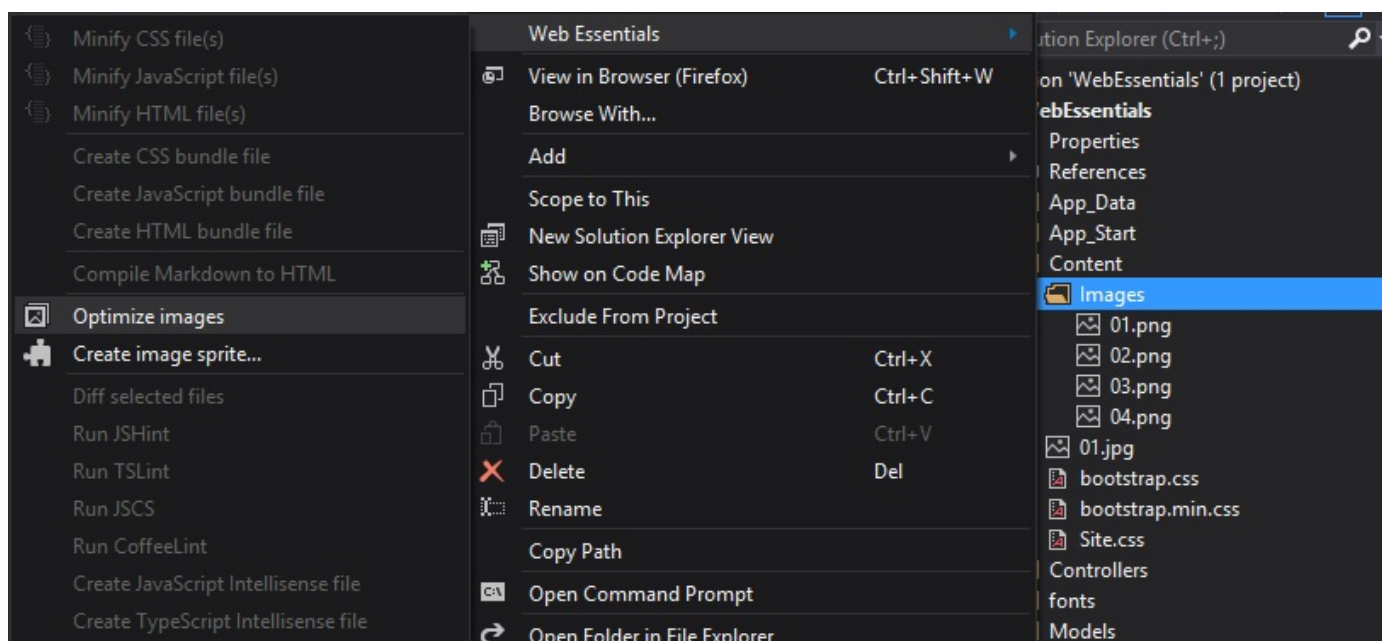 Minify CSS file(s)
Minify JavaScript file(s)
Minify HTML file(s)
Create CSS bundle file
Create JavaScript bundle file
Create HTML bundle file
Compile Markdown to HTML
Optimize images
Create image sprite...
Diff selected files
Run JSHint
Run TSLint
Run JSCS
Run CoffeeLint
Create JavaScript Intellisense file
Create TypeScript Intellisense file
Web Essentials
View in Browser (Firefox) Ctrl+Shift+W
Browse With...
Add
Scope to This
New Solution Explorer View
Show on Code Map
Exclude From Project
Cut Ctrl+X
Copy Ctrl+C
Paste Ctrl+V
Delete Del
Rename
Copy Path
C:\
Open Command Prompt
Open Folder in File Explorer
ution Explorer (Ctrl+;)
on 'WebEssentials' (1 project)
ebEssentials
Properties
References
App_Data
App_Start
Content
Images
01.png
02.png
03.png
04.png
01.jpg
bootstrap.css
bootstrap.min.css
Site.css
Controllers
fonts
Models